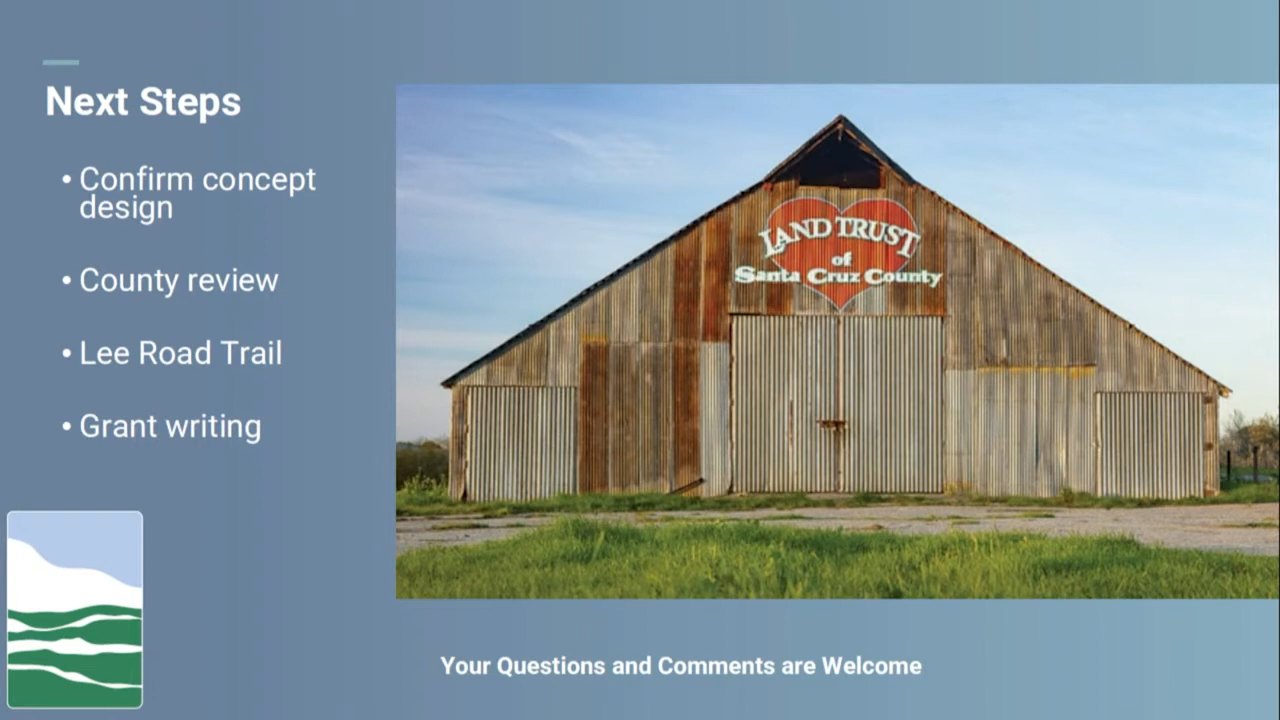 Next Steps
• Confirm concept
design
• County review
• Lee Road Trail
• Grant writing
LAND TRUST
of
Santa Cruz County
Your Questions and Comments are Welcome